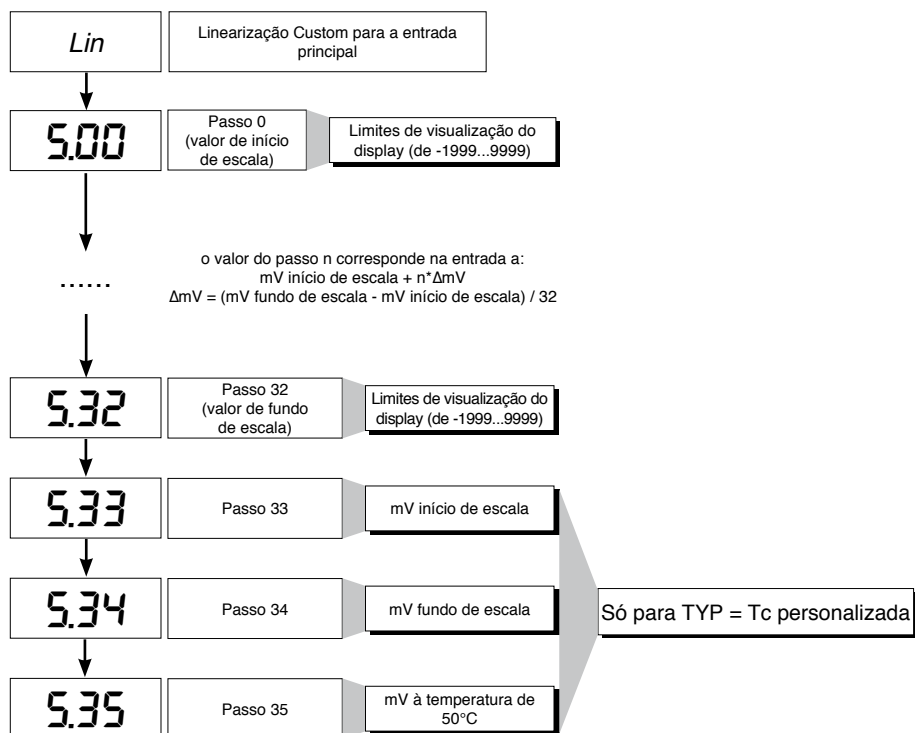 Lin
Linearização Custom para a entrada
principal
5.00
Passo 0
(valor de início
de escala)
Limites de visualização do
display (de -1999...9999)
......
o valor do passo n corresponde na entrada a:
mV início de escala + n*ΔmV
ΔmV = (mV fundo de escala - mV início de escala) / 32
5.32
Passo 32
(valor de fundo
de escala)
Limites de visualização do
display (de -1999...9999)
5.33
Passo 33
mV início de escala
5.34
Passo 34
mV fundo de escala
Só para TYP = Tc personalizada
5.35
Passo 35
mV à temperatura de
50°C